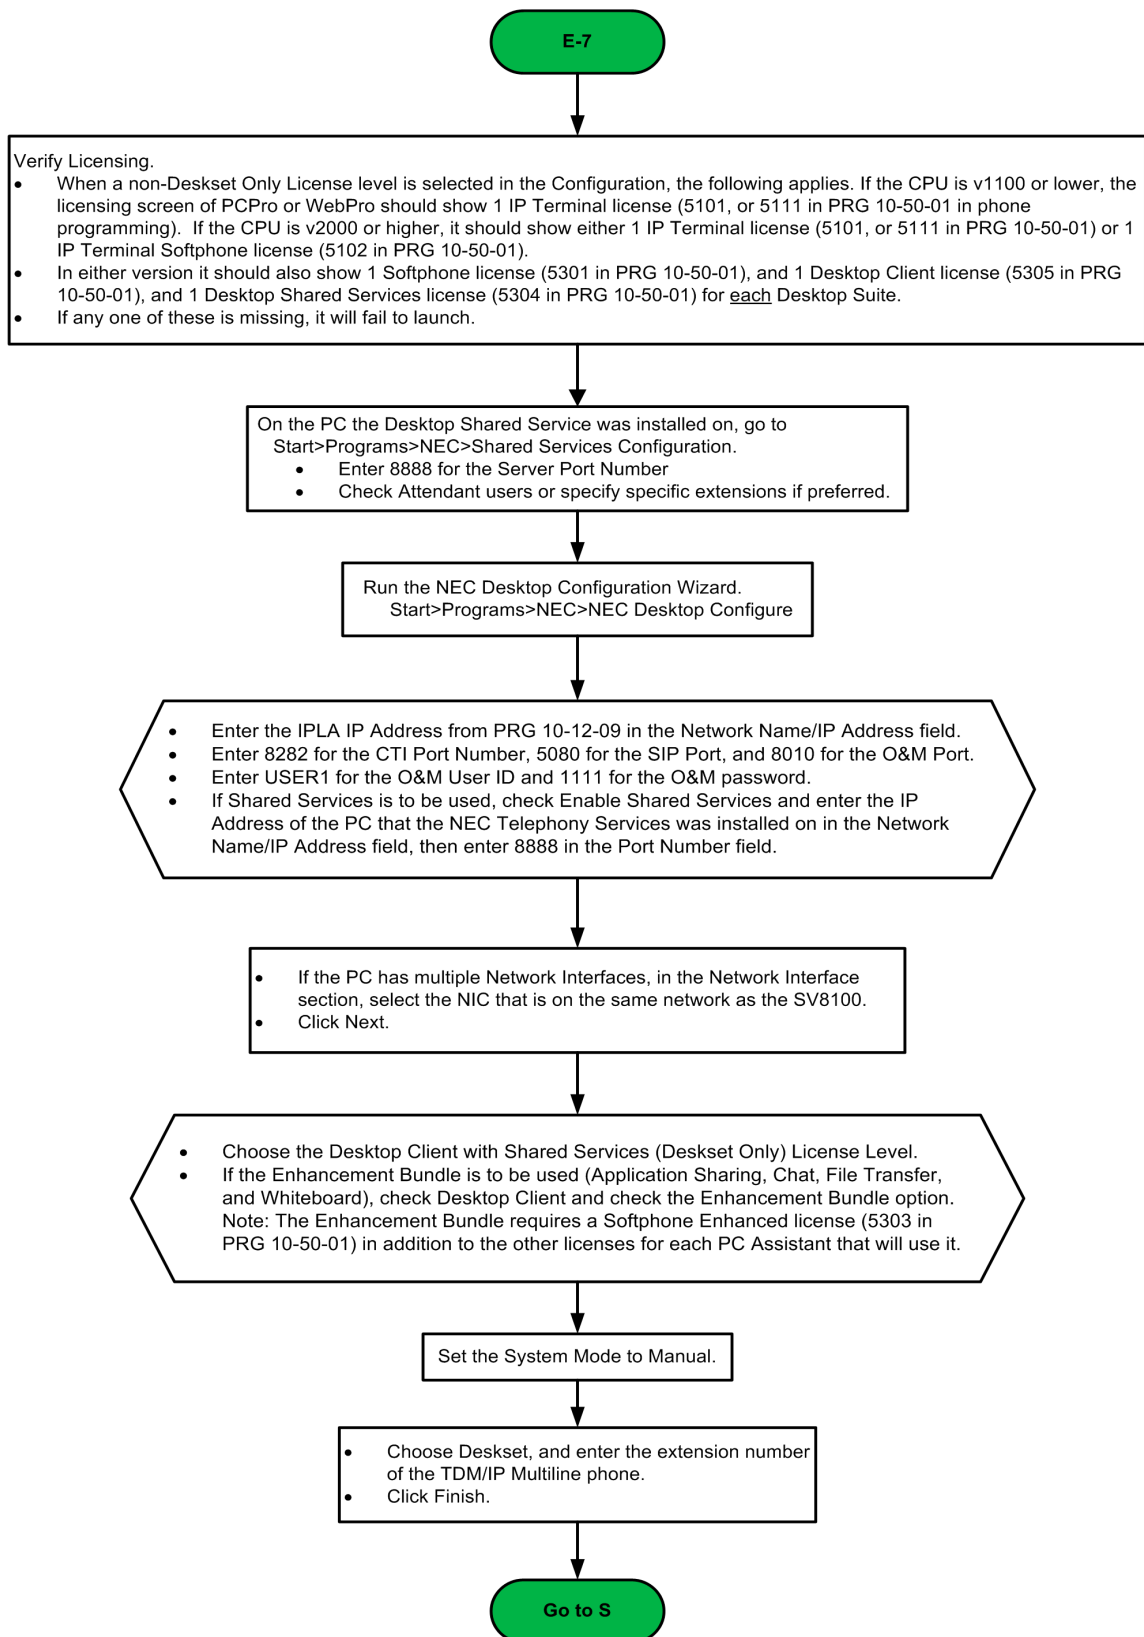 E-7
Verify Licensing.
• When a non-Deskset Only License level is selected in the Configuration, the following applies. If the CPU is v1100 or lower, the
licensing screen of PCPro or WebPro should show 1 IP Terminal license (5101, or 5111 in PRG 10-50-01 in phone
programming).  If the CPU is v2000 or higher, it should show either 1 IP Terminal license (5101, or 5111 in PRG 10-50-01) or 1
IP Terminal Softphone license (5102 in PRG 10-50-01).
• In either version it should also show 1 Softphone license (5301 in PRG 10-50-01), and 1 Desktop Client license (5305 in PRG
10-50-01), and 1 Desktop Shared Services license (5304 in PRG 10-50-01) for each Desktop Suite.
• If any one of these is missing, it will fail to launch.
On the PC the Desktop Shared Service was installed on, go to
Start>Programs>NEC>Shared Services Configuration.
• Enter 8888 for the Server Port Number
• Check Attendant users or specify specific extensions if preferred.
Run the NEC Desktop Configuration Wizard.
Start>Programs>NEC>NEC Desktop Configure
• Enter the IPLA IP Address from PRG 10-12-09 in the Network Name/IP Address field.
• Enter 8282 for the CTI Port Number, 5080 for the SIP Port, and 8010 for the O&M Port.
• Enter USER1 for the O&M User ID and 1111 for the O&M password.
• If Shared Services is to be used, check Enable Shared Services and enter the IP
Address of the PC that the NEC Telephony Services was installed on in the Network
Name/IP Address field, then enter 8888 in the Port Number field.
• If the PC has multiple Network Interfaces, in the Network Interface
section, select the NIC that is on the same network as the SV8100.
• Click Next.
• Choose the Desktop Client with Shared Services (Deskset Only) License Level.
• If the Enhancement Bundle is to be used (Application Sharing, Chat, File Transfer,
and Whiteboard), check Desktop Client and check the Enhancement Bundle option.
Note: The Enhancement Bundle requires a Softphone Enhanced license (5303 in
PRG 10-50-01) in addition to the other licenses for each PC Assistant that will use it.
Set the System Mode to Manual.
• Choose Deskset, and enter the extension number
of the TDM/IP Multiline phone.
• Click Finish.
Go to S